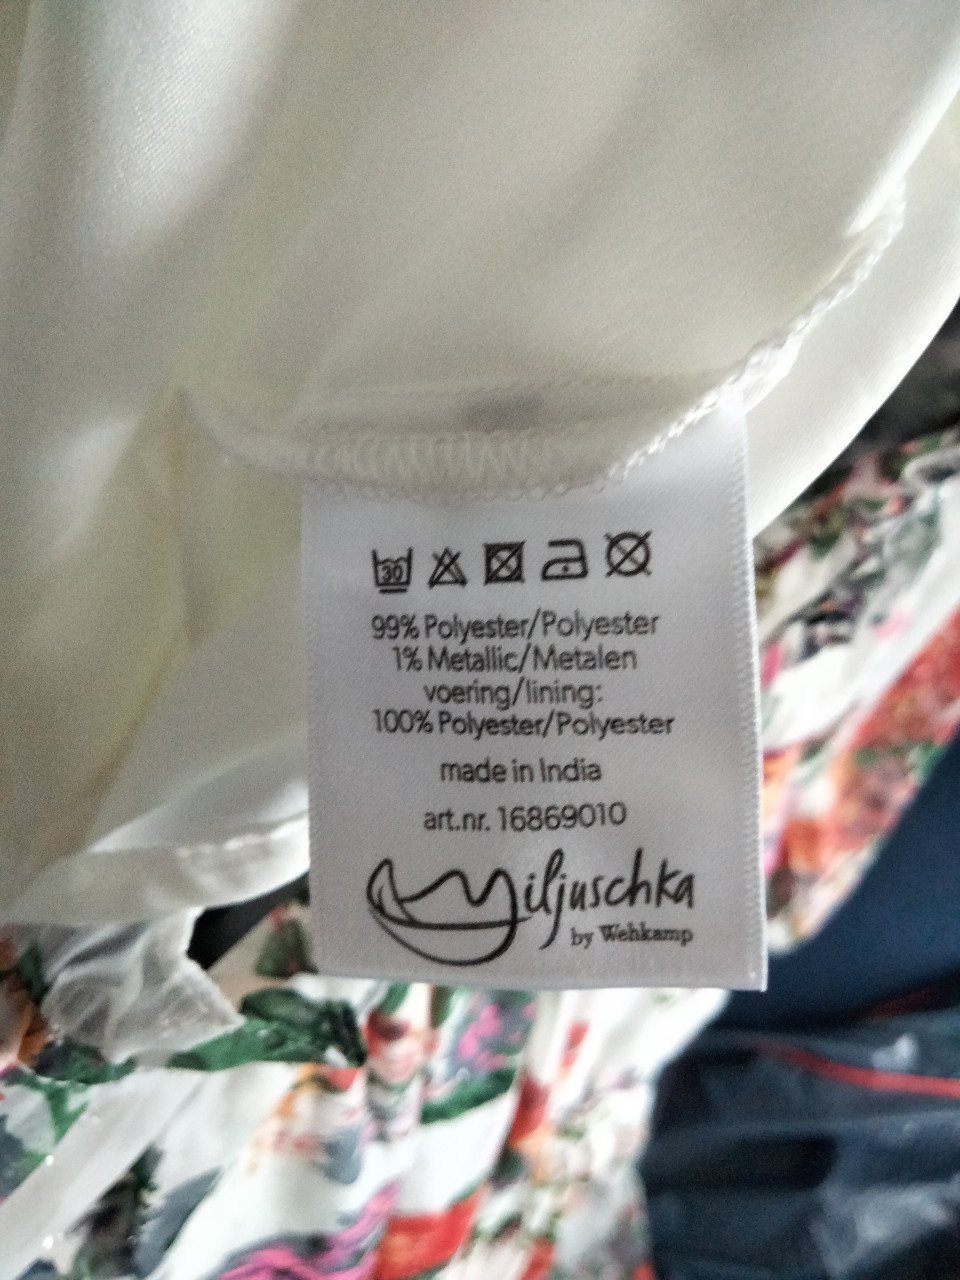 30
99% Polyester/Polyester
1% Metallic/Metalen
voering/lining:
100% Polyester/Polyester
made in India
art.nr. 16869010
Miljuschka
by Wehkamp